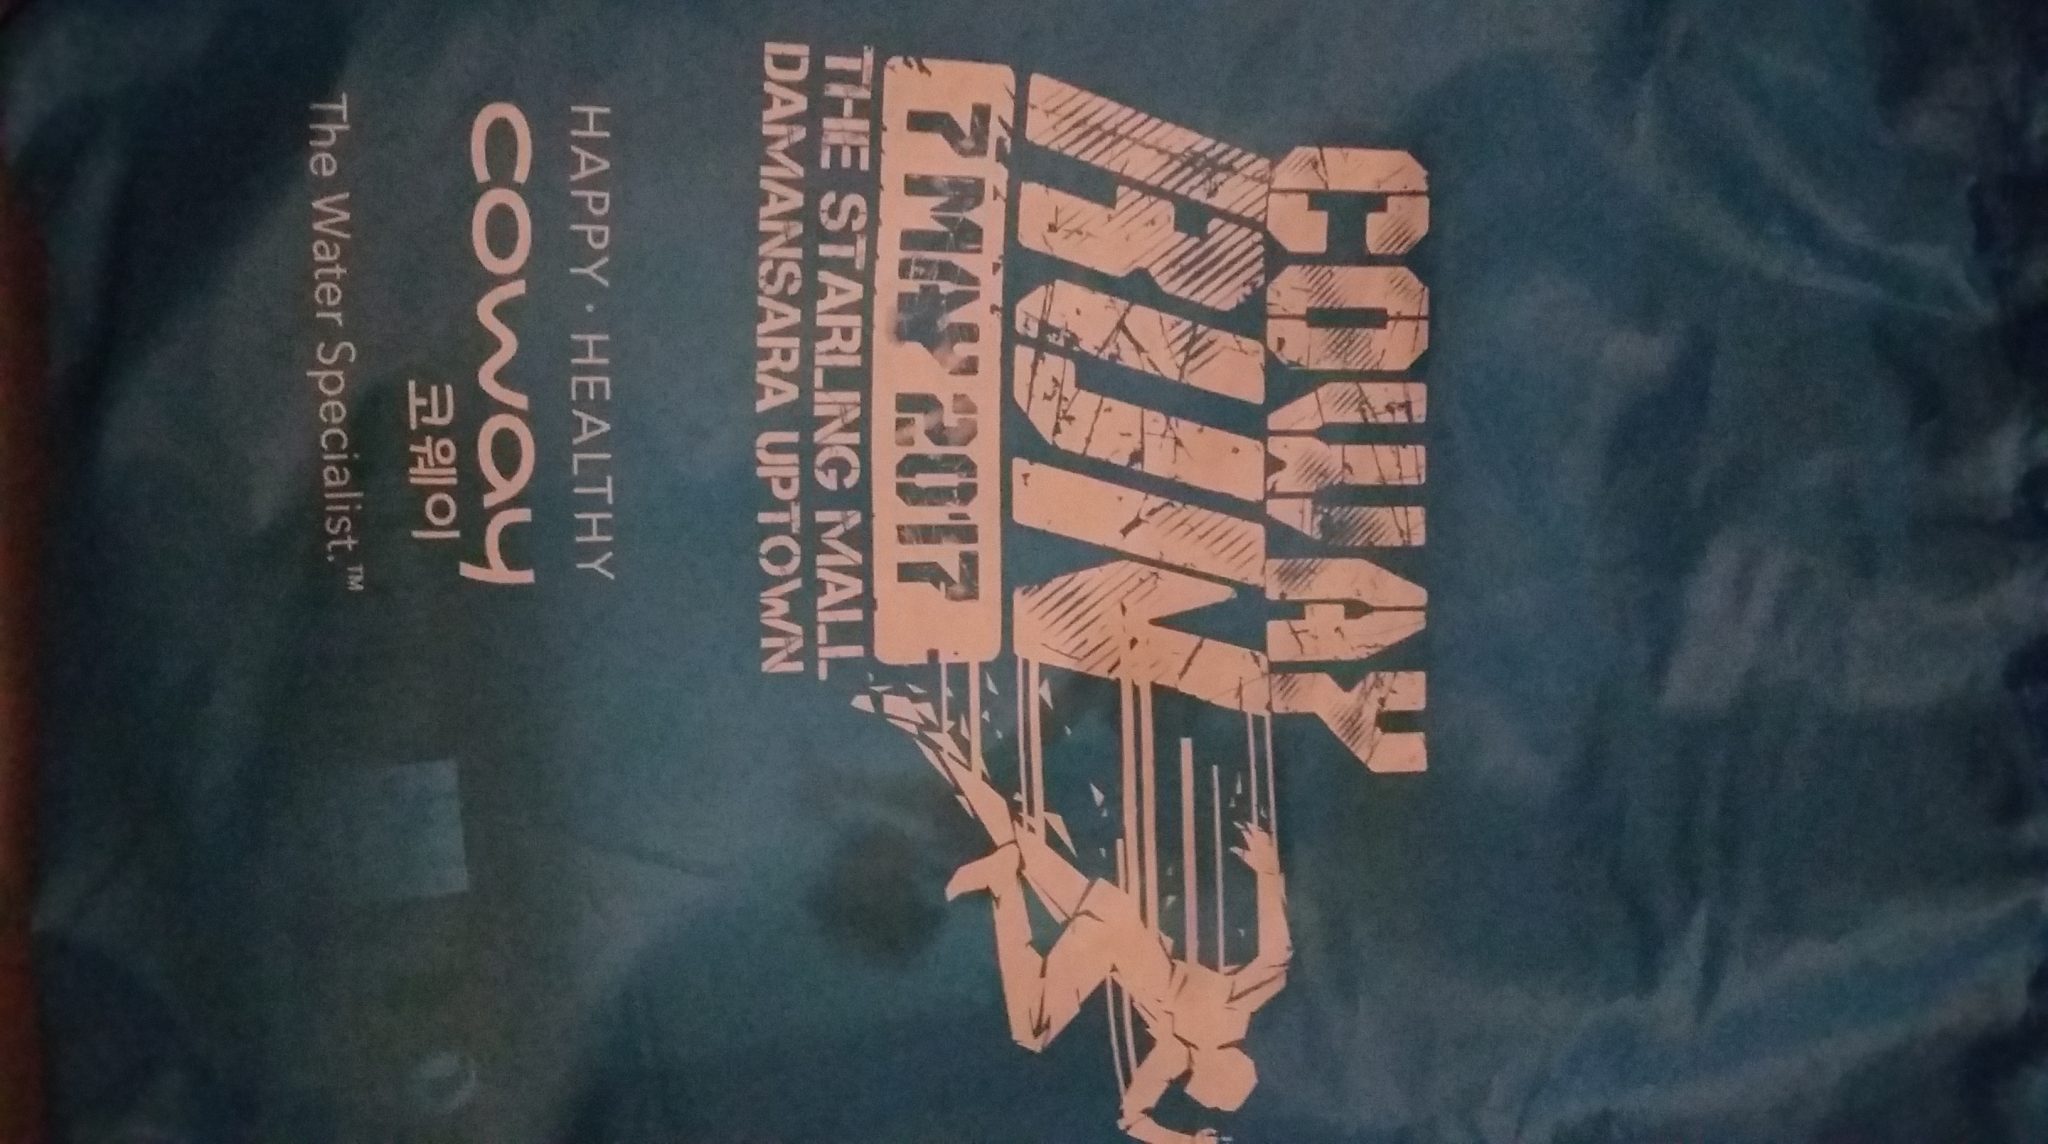 COWAY
RUN
7 MAY 2017
THE STARLING MALL
DAMANSARA UPTOWN
HAPPY · HEALTHY
coway
코웨이
The Water Specialist.™